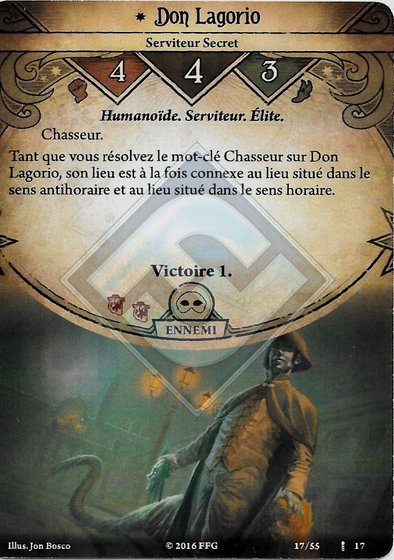 Don Lagorio
Serviteur Secret
4 4 3
Humanoïde. Serviteur. Élite.
Chasseur.
Tant que vous résolvez le mot-clé Chasseur sur Don
Lagorio, son lieu est à la fois connexe au lieu situé dans le
sens antihoraire et au lieu situé dans le sens horaire.
Victoire 1.
ENNEMI
Illus. Jon Bosco © 2016 FFG 17/55 17